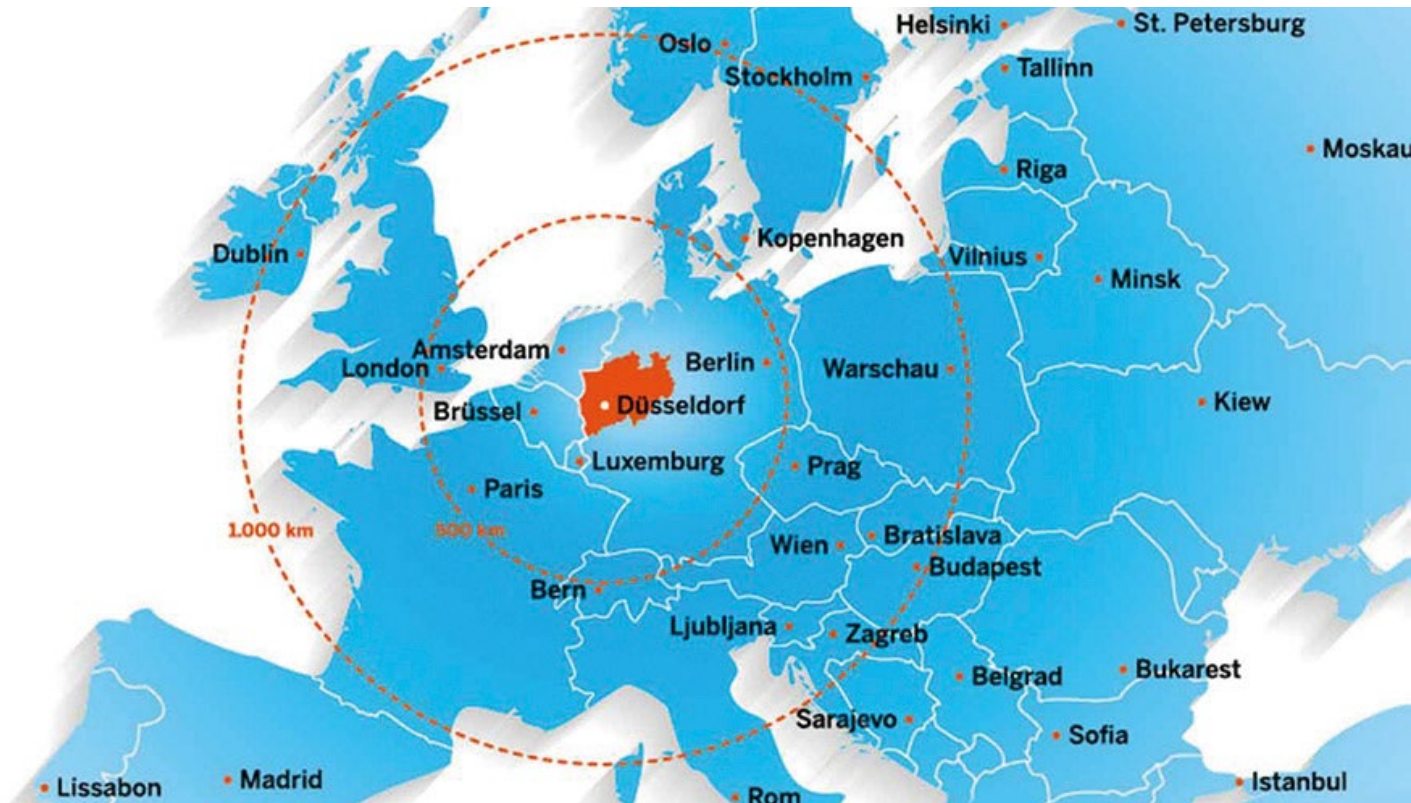 Oslo
Helsinki
St. Petersburg
Stockholm
Tallinn
Moskau
Riga
Dublin
Kopenhagen
Vilnius
Minsk
Amsterdam
London
Berlin
Warschau
Brüssel
Düsseldorf
Kiew
Luxemburg
Prag
Paris
1.000 km
500 km
Wien
Bratislava
Budapest
Bern
Ljubljana
Zagreb
Belgrad
Bukarest
Sarajevo
Sofia
Lissabon
Madrid
Rom
Istanbul